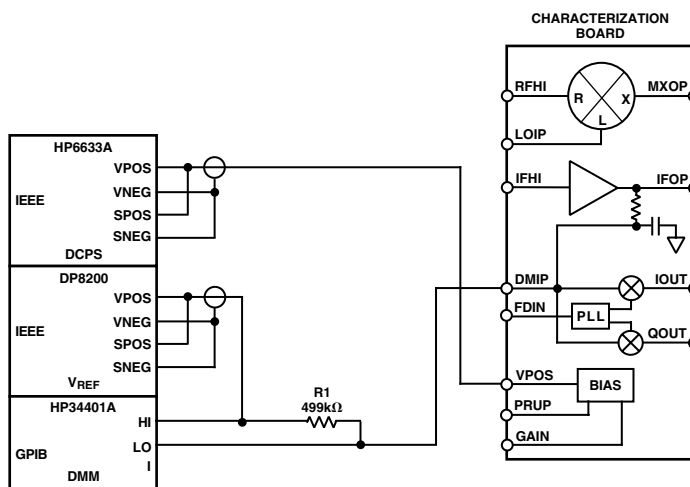 CHARACTERIZATION
BOARD
RFHI
R
X
MXOP
L
LOIP
HP6633A
VPOS
VNEG
IEEE
SPOS
SNEG
DCPS
IFHI
IFOP
DP8200
VPOS
VNEG
IEEE
SPOS
SNEG
VREF
DMIP
IOUT
FDIN
PLL
QOUT
HP34401A
HI
LO
GPIB
I
DMM
R1
499kΩ
VPOS
BIAS
PRUP
GAIN